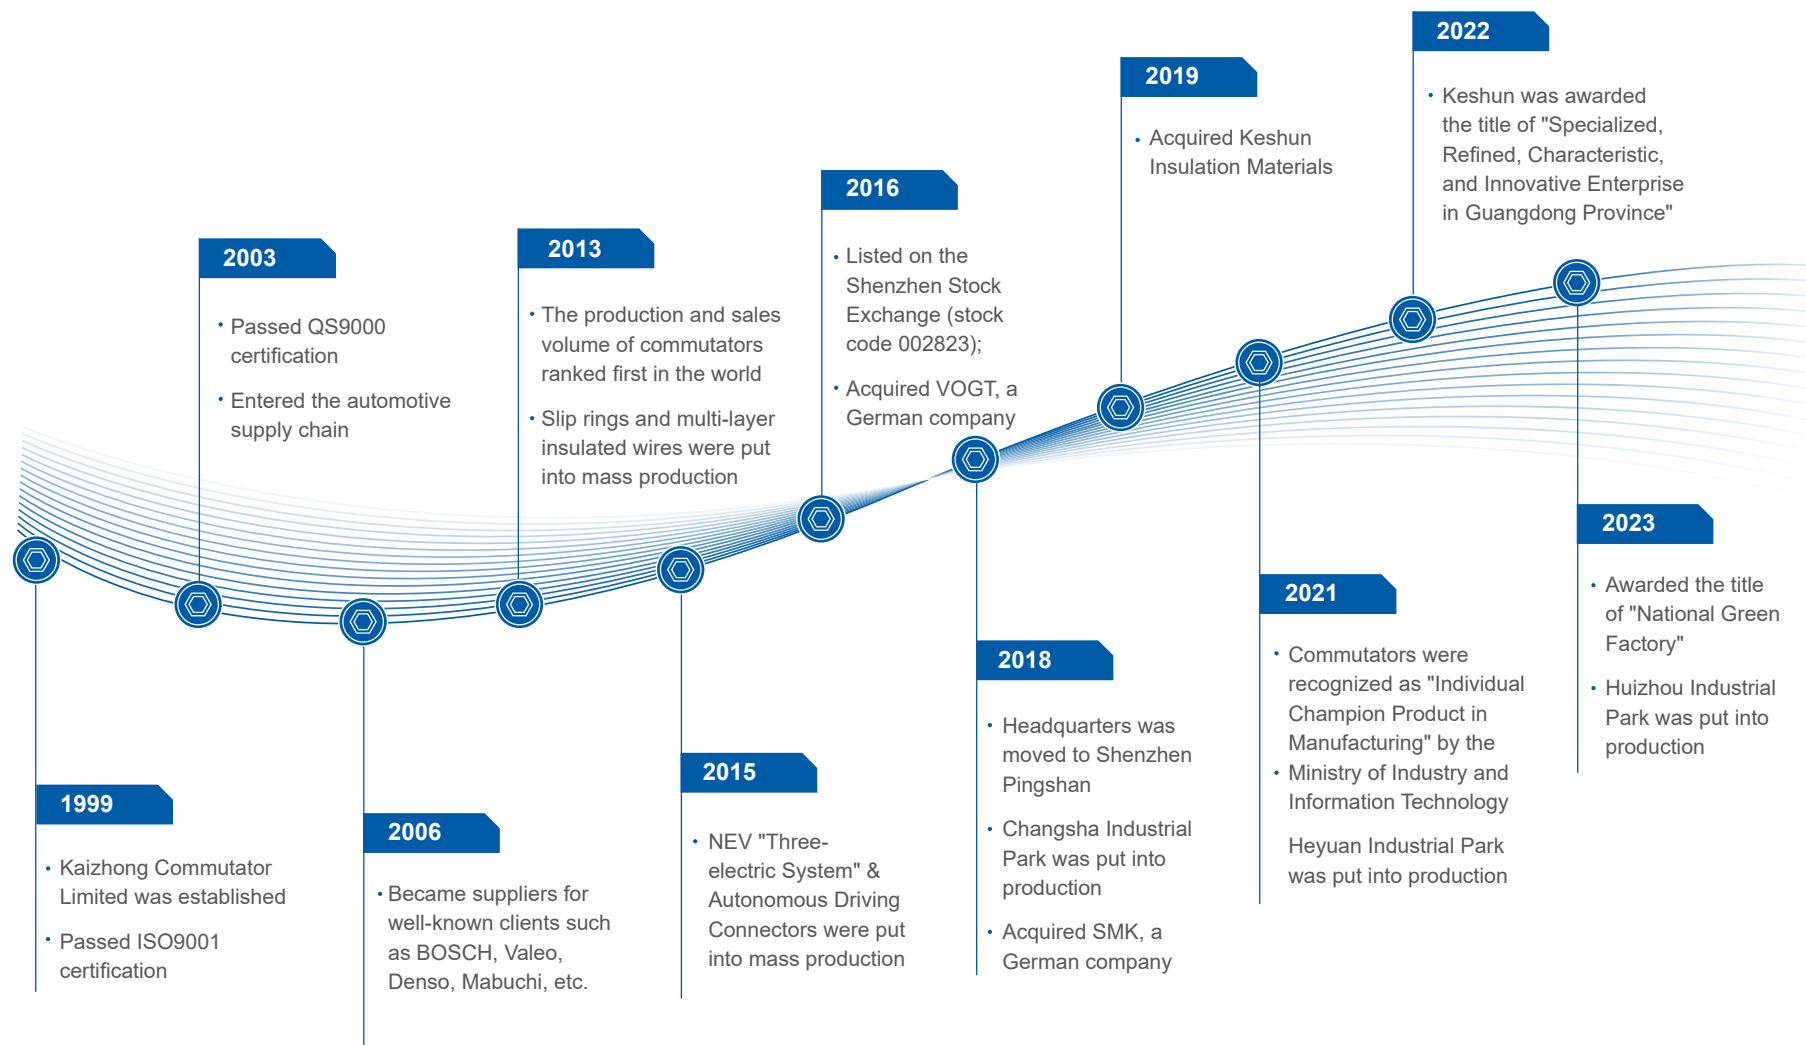 1999
Kaizhong Commutator
Limited was established
Passed ISO9001
certification
2003
Passed QS9000
certification
Entered the automotive
supply chain
2006
Became suppliers for
well-known clients such
as BOSCH, Valeo,
Denso, Mabuchi, etc.
2013
The production and sales
volume of commutators
ranked first in the world
Slip rings and multi-layer
insulated wires were put
into mass production
2015
NEV "Three-
electric System" &
Autonomous Driving
Connectors were put
into mass production
2016
Listed on the
Shenzhen Stock
Exchange (stock
code 002823);
Acquired VOGT, a
German company
2018
Headquarters was
moved to Shenzhen
Pingshan
Changsha Industrial
Park was put into
production
Acquired SMK, a
German company
2019
Acquired Keshun
Insulation Materials
2021
Commutators were
recognized as "Individual
Champion Product in
Manufacturing" by the
Ministry of Industry and
Information Technology
Heyuan Industrial Park
was put into production
2022
Keshun was awarded
the title of "Specialized,
Refined, Characteristic,
and Innovative Enterprise
in Guangdong Province"
2023
Awarded the title
of "National Green
Factory"
Huizhou Industrial
Park was put into
production